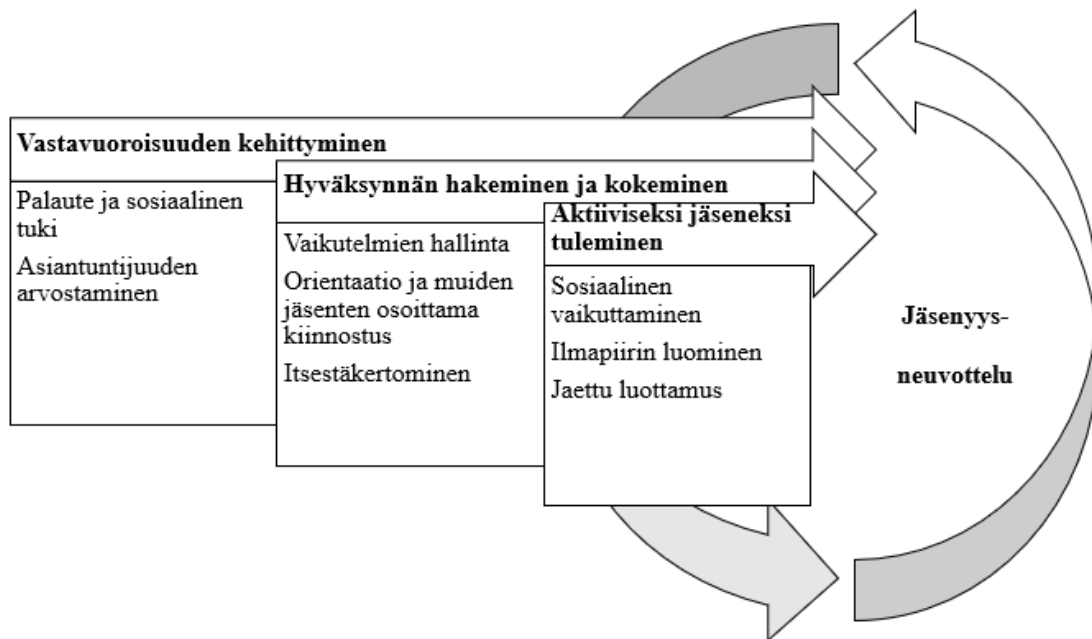 Vastavuoroisuuden kehittyminen
Palaute ja sosiaalinen
tuki
Asiantuntijuuden
arvostaminen
Hyväksynnän hakeminen ja kokeminen
Vaikutelmien hallinta
Orientaatio ja muiden
jäsenten osoittama
kiinnostus
Itsestäkertominen
Aktiiviseksi jäseneksi
tuleminen
Sosiaalinen
vaikuttaminen
Ilmapiirin luominen
Jaettu luottamus
Jäsenyys-
neuvottelu